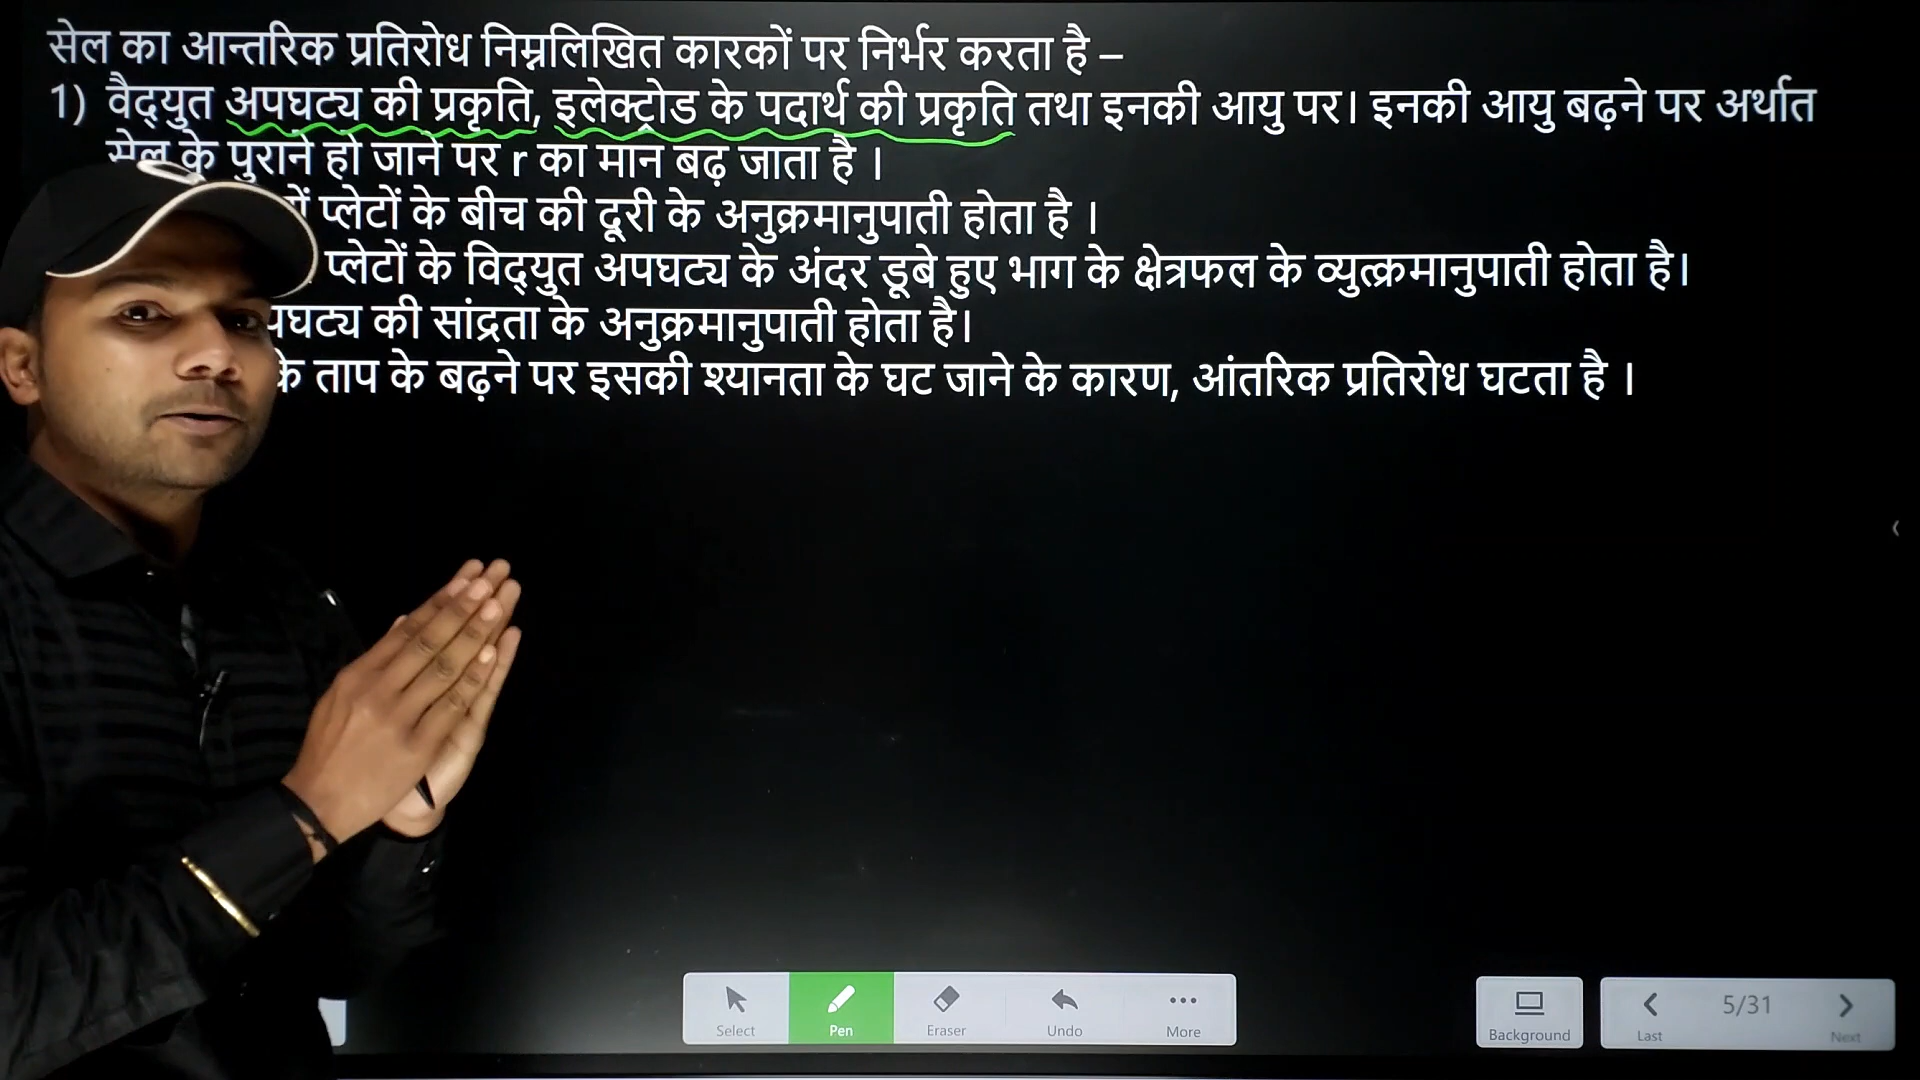 सेल का आन्तरिक प्रतिरोध निम्नलिखित कारकों पर निर्भर करता है –
1) वैद्युत अपघट्य की प्रकृति, इलेक्ट्रोड के पदार्थ की प्रकृति तथा इनकी आयु पर। इनकी आयु बढ़ने पर अर्थात
सेल के पुराने हो जाने पर r का मान बढ़ जाता है ।
प्लेटों के बीच की दूरी के अनुक्रमानुपाती होता है ।
प्लेटों के विद्युत अपघट्य के अंदर डूबे हुए भाग के क्षेत्रफल के व्युत्क्रमानुपाती होता है।
की सांद्रता के अनुक्रमानुपाती होता है।
के ताप के बढ़ने पर इसकी श्यानता के घट जाने के कारण, आंतरिक प्रतिरोध घटता है ।
Select Pen Eraser Undo More Background Last 5/31 Next